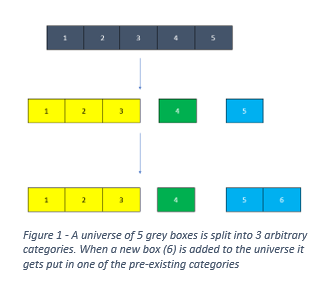 1 2 3 4 5
1 2 3 4 5
1 2 3 4 5 6
Figure 1 - A universe of 5 grey boxes is split into 3 arbitrary
categories. When a new box (6) is added to the universe it
gets put in one of the pre-existing categories